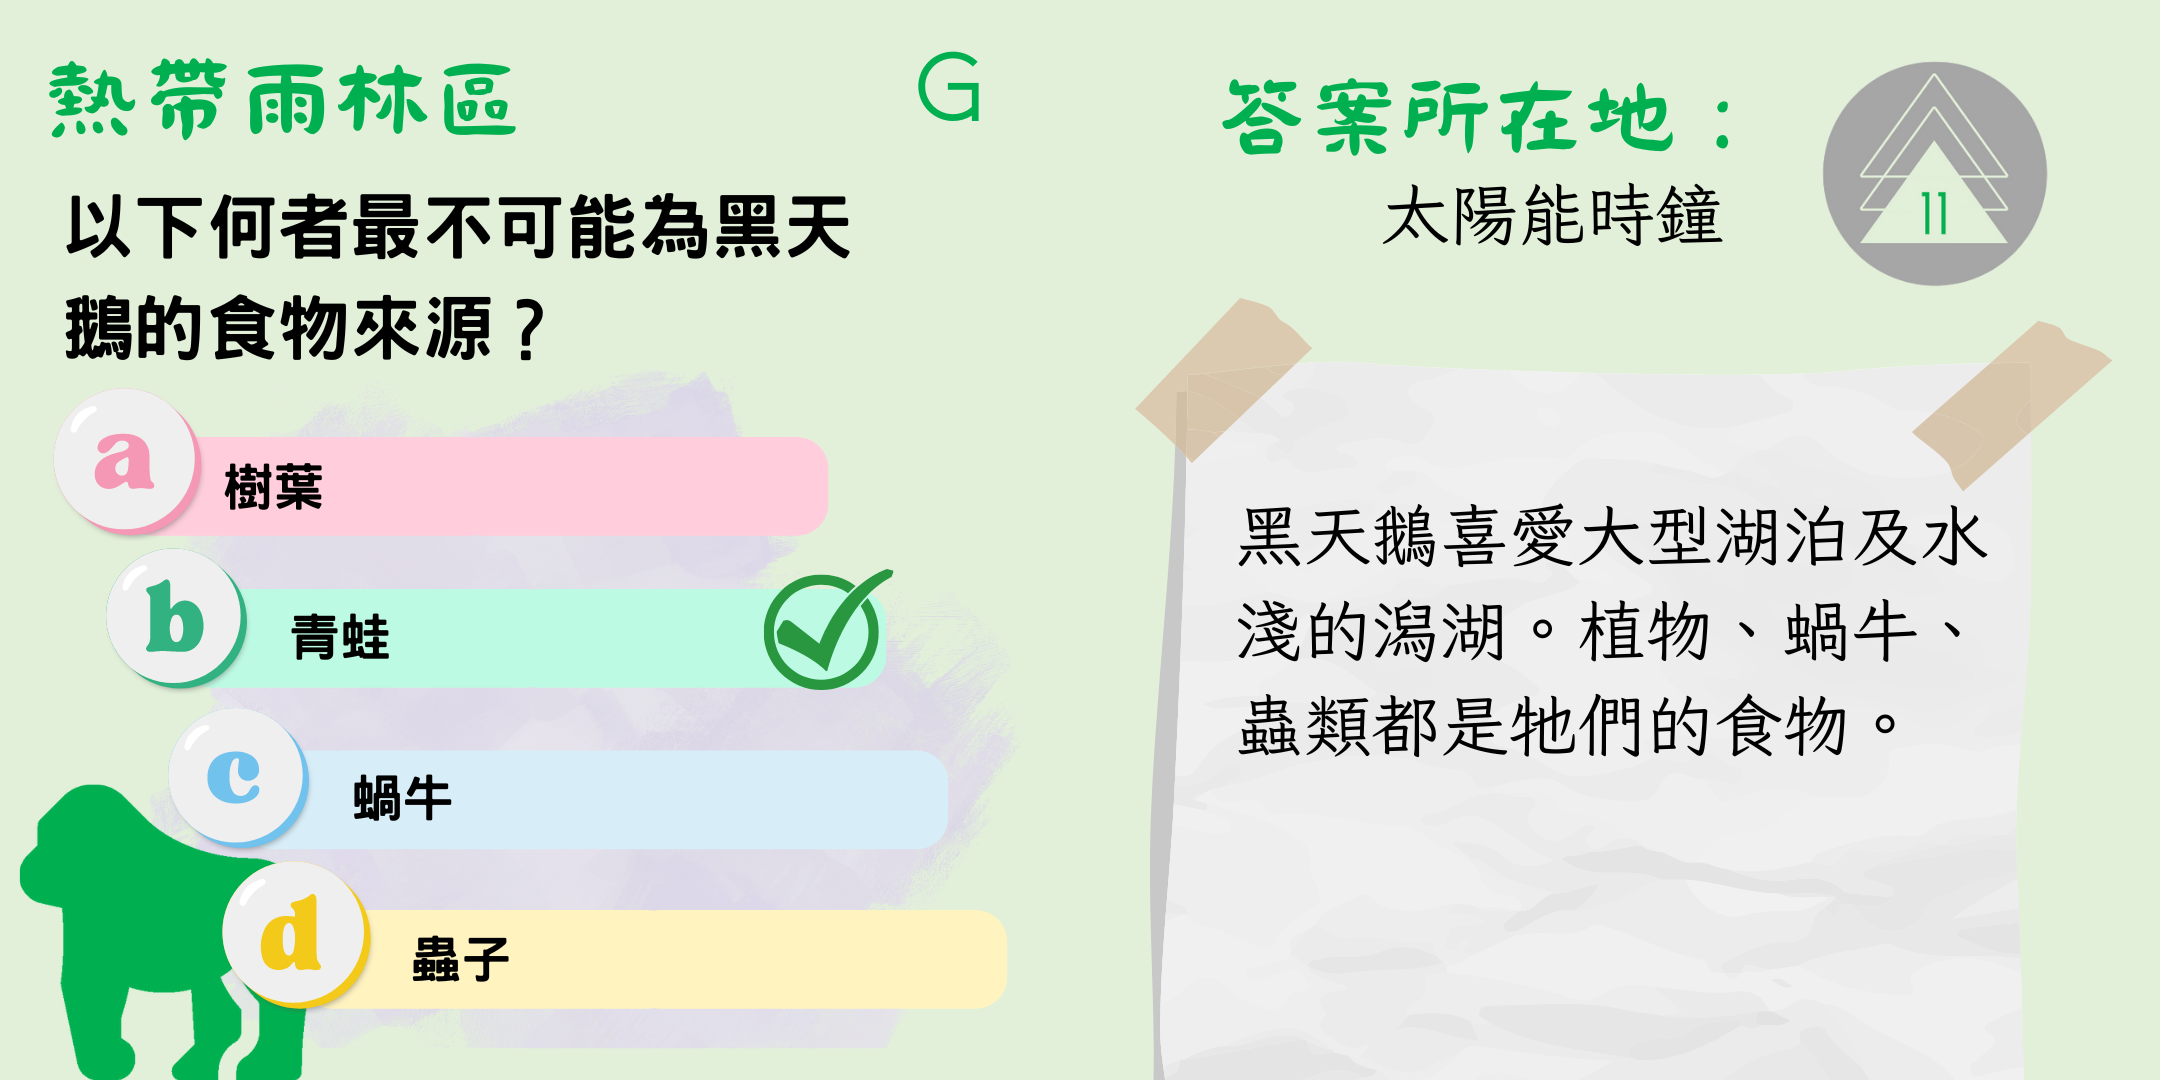 熱帶雨林區
G
以下何者最不可能為黑天
鵝的食物來源？
a
樹葉
b
青蛙
c
蝸牛
d
蟲子
答案所在地：
太陽能時鐘
11
黑天鵝喜愛大型湖泊及水
淺的潟湖。植物、蝸牛、
蟲類都是牠們的食物。